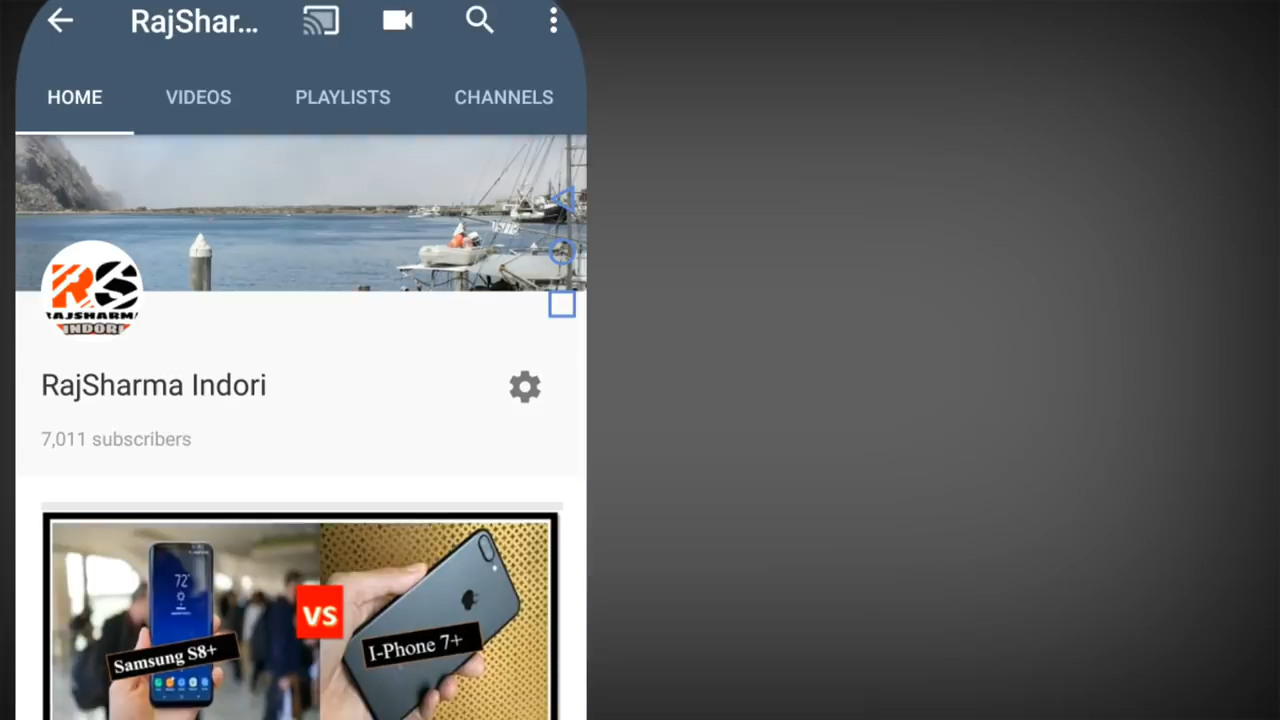 RajShar...
HOME VIDEOS PLAYLISTS CHANNELS
RS
RAJSHARMA
INDORI
RajSharma Indori
7,011 subscribers
72°
VS
Samsung S8+
I-Phone 7+